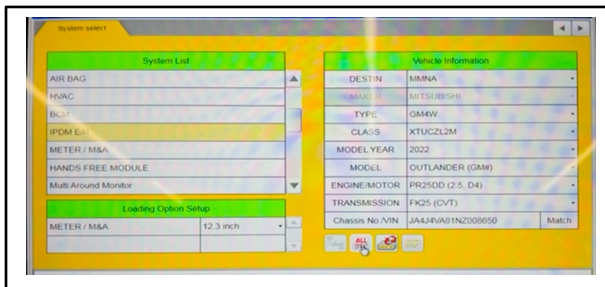 System select
System List
AIR BAG
HVAC
BCM
IPDM E/R
METER / M&A
HANDS FREE MODULE
Multi Around Monitor
Loading Option Setup
METER / M&A 12.3 inch
Vehicle Information
DESTIN MMNA
MAKER MITSUBISHI
TYPE GM4W
CLASS XTUCZL2M
MODEL YEAR 2022
MODEL OUTLANDER (GM#)
ENGINE/MOTOR PR25DD (2.5, D4)
TRANSMISSION FK25 (CVT)
Chassis No./VIN JA4J4VA81NZ008650 Match
ALL
DTC